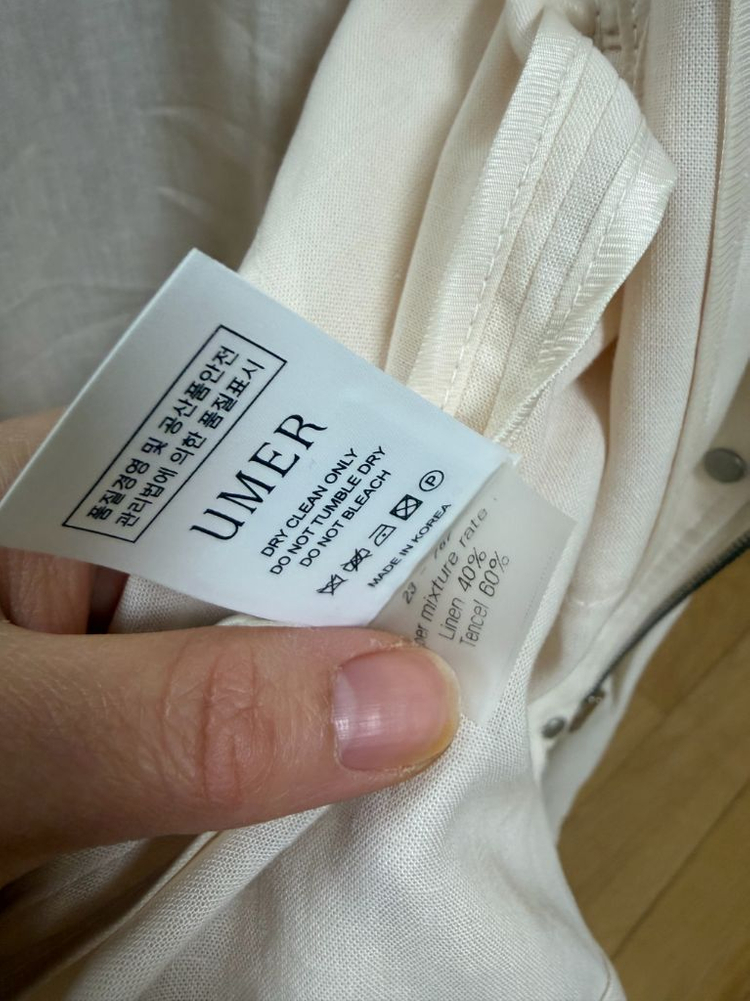 품질경영 및 공산품안전
관리법에 의한 품질표시
UMER
DRY CLEAN ONLY
DO NOT TUMBLE DRY
DO NOT BLEACH
P
MADE IN KOREA
23 -
mixture rate
Linen 40%
Tencel 60%